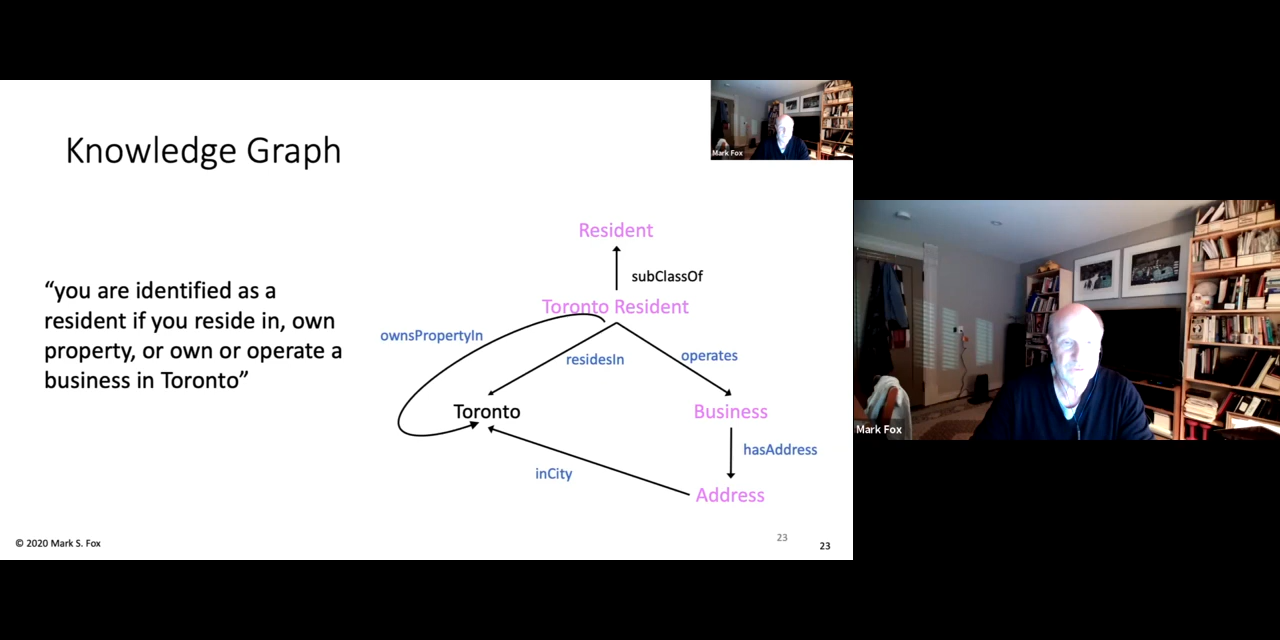 Knowledge Graph
Mark Fox
“you are identified as a
resident if you reside in, own
property, or own or operate a
business in Toronto”
Resident
subClassOf
Toronto Resident
ownsPropertyIn
residesIn
operates
Toronto
Business
hasAddress
inCity
Address
© 2020 Mark S. Fox
23
23
Mark Fox